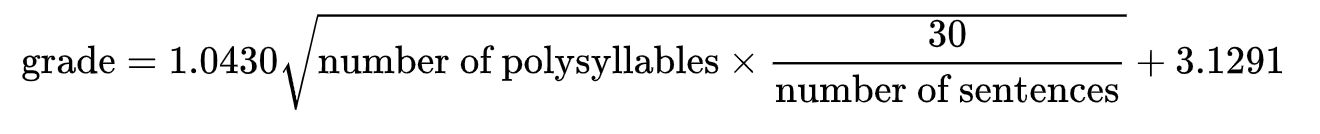 grade = 1.0430√(number of polysyllables × 30/number of sentences) + 3.1291